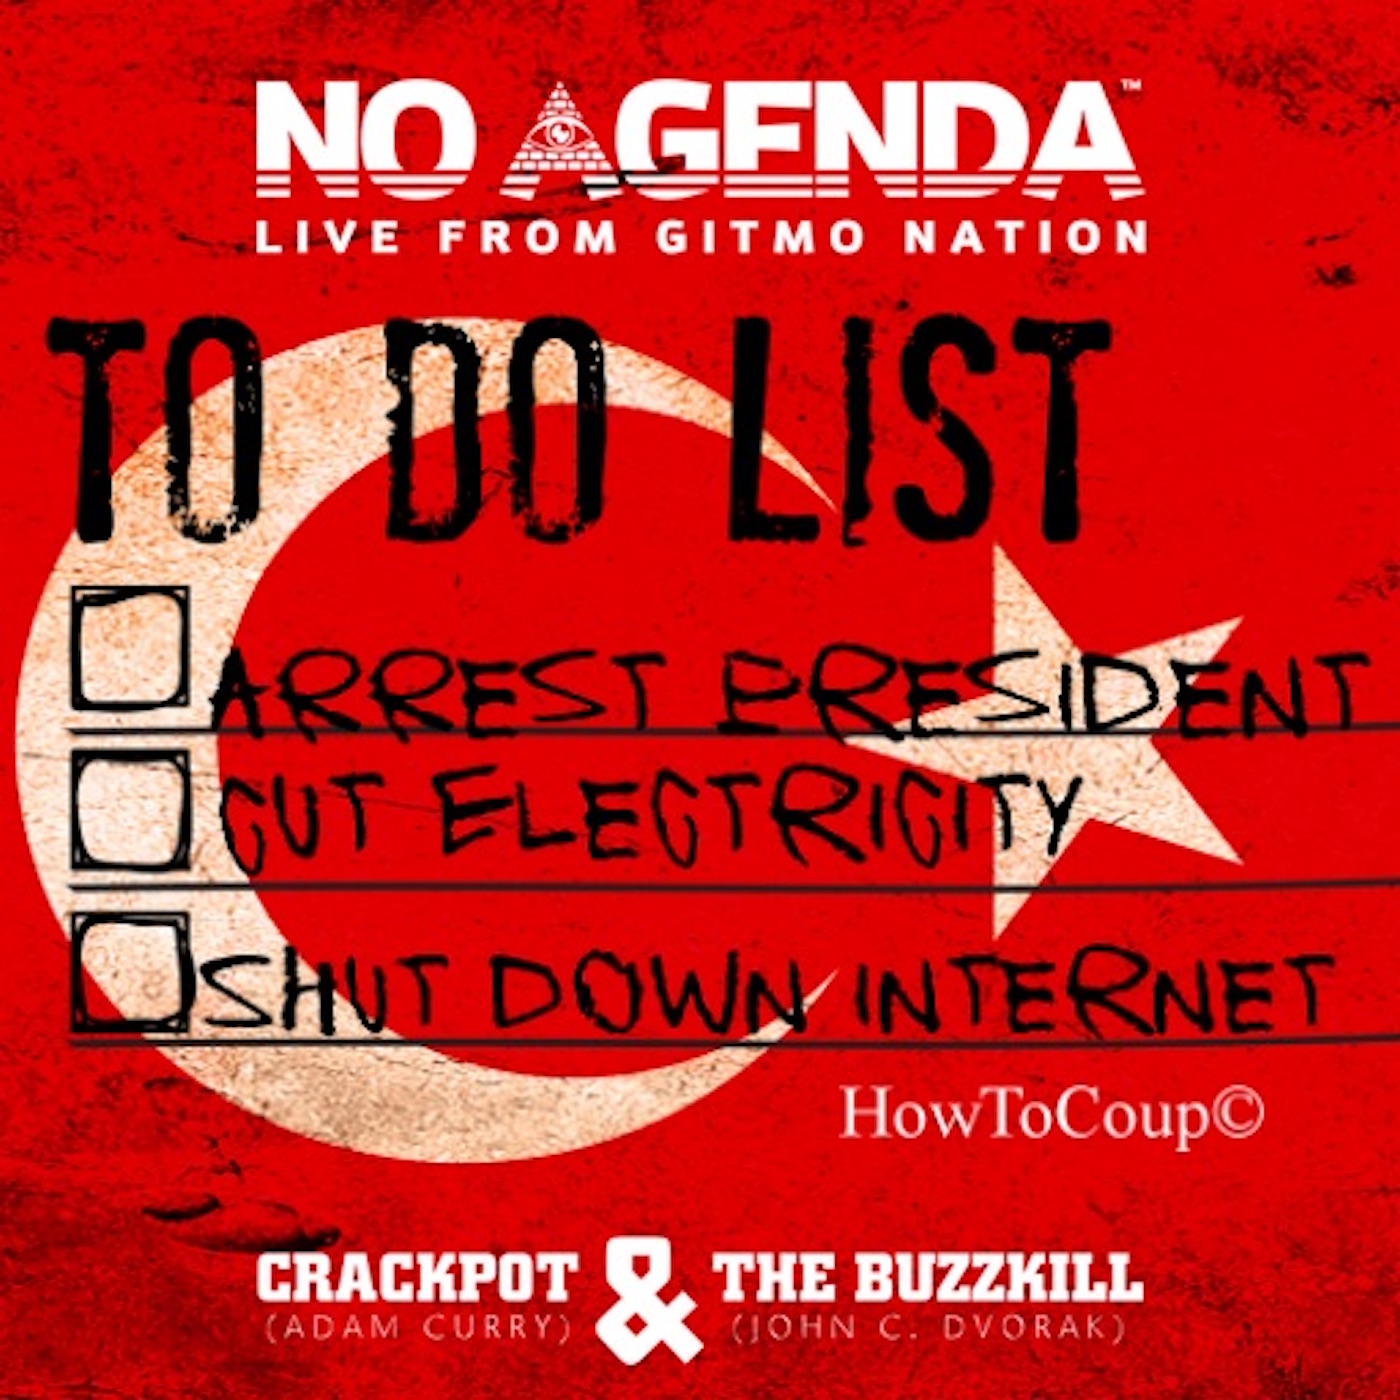 NO AGENDA™
LIVE FROM GITMO NATION
TO DO LIST
ARREST PRESIDENT
CUT ELECTRICITY
SHUT DOWN INTERNET
HowToCoup©
CRACKPOT & THE BUZZKILL
(ADAM CURRY) (JOHN C. DVORAK)